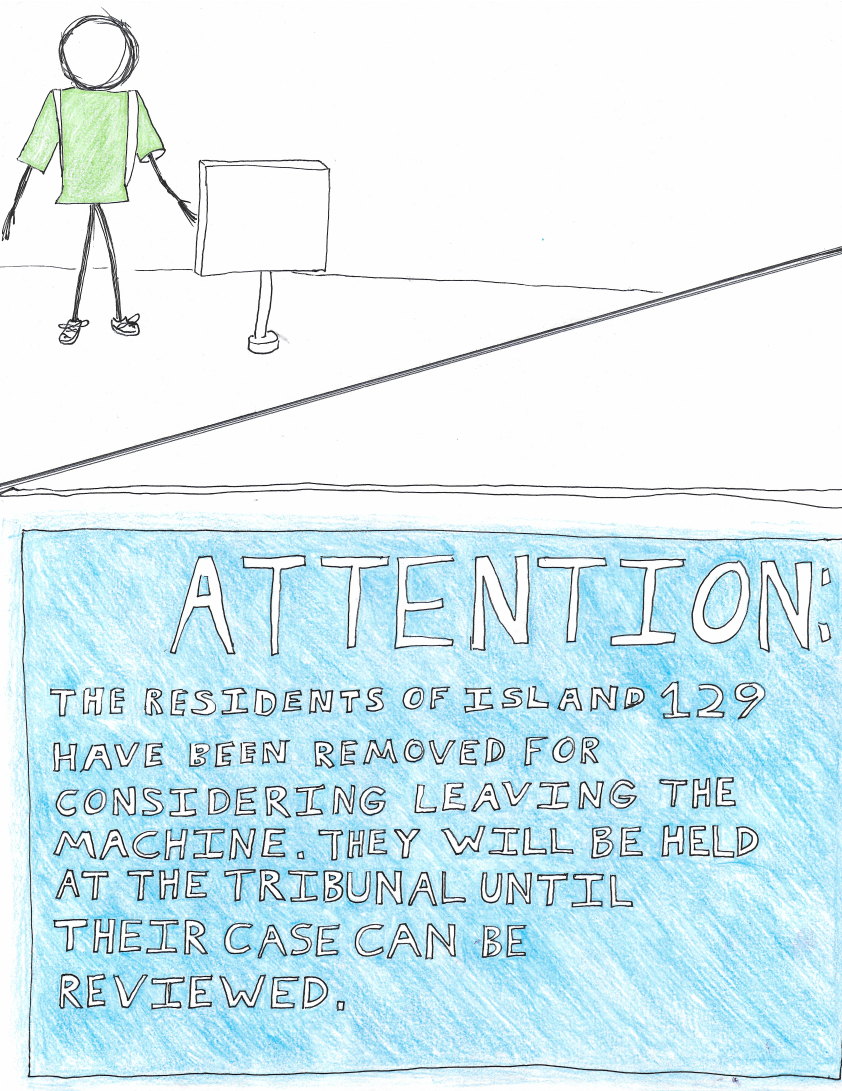 ATTENTION:
THE RESIDENTS OF ISLAND 129
HAVE BEEN REMOVED FOR
CONSIDERING LEAVING THE
MACHINE. THEY WILL BE HELD
AT THE TRIBUNAL UNTIL
THEIR CASE CAN BE
REVIEWED.